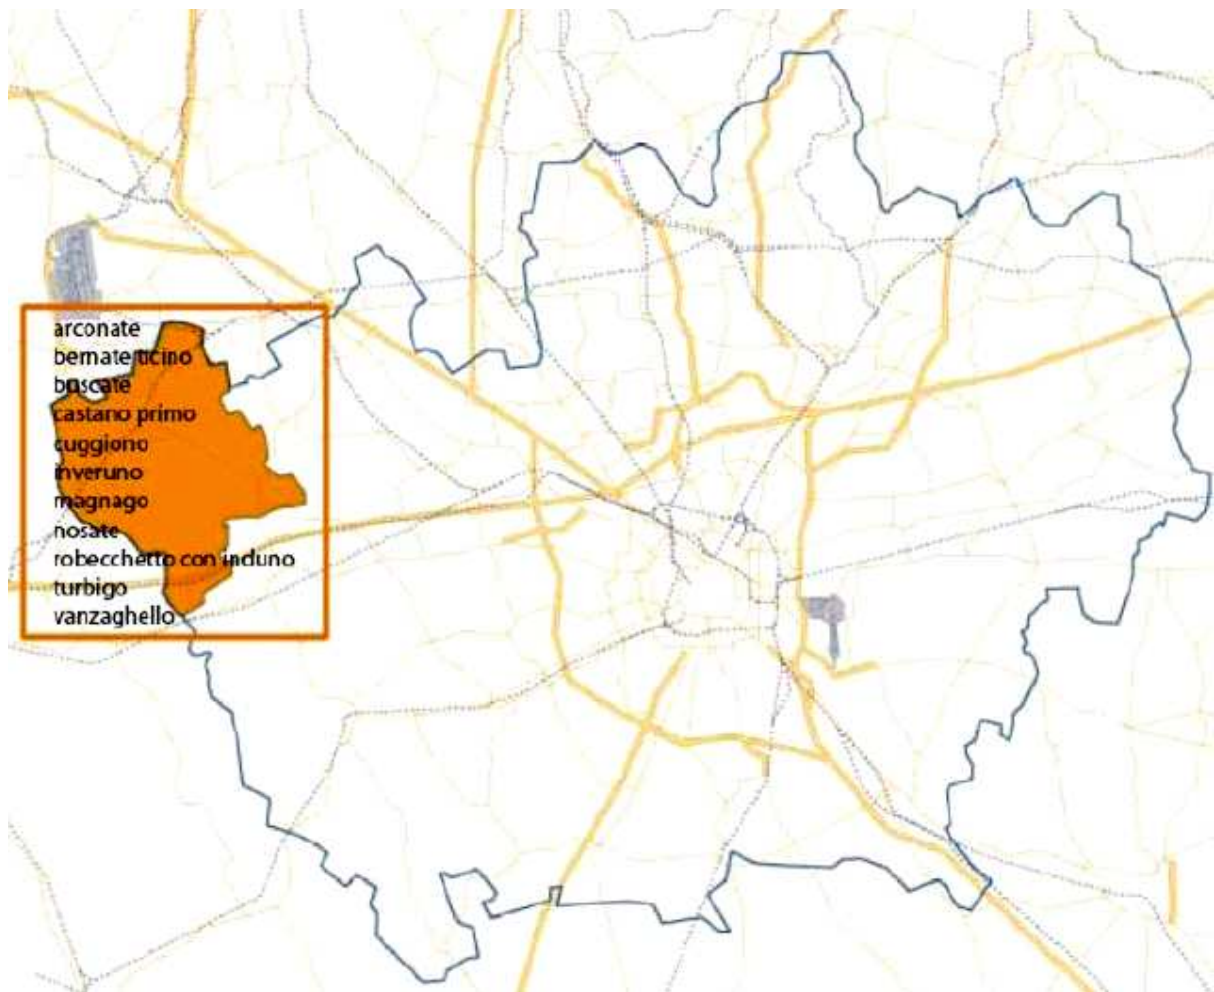 arconate
bernate ticino
buscate
castano primo
cuggiono
inveruno
magnago
nosate
robecchetto con induno
turbigo
vanzaghello